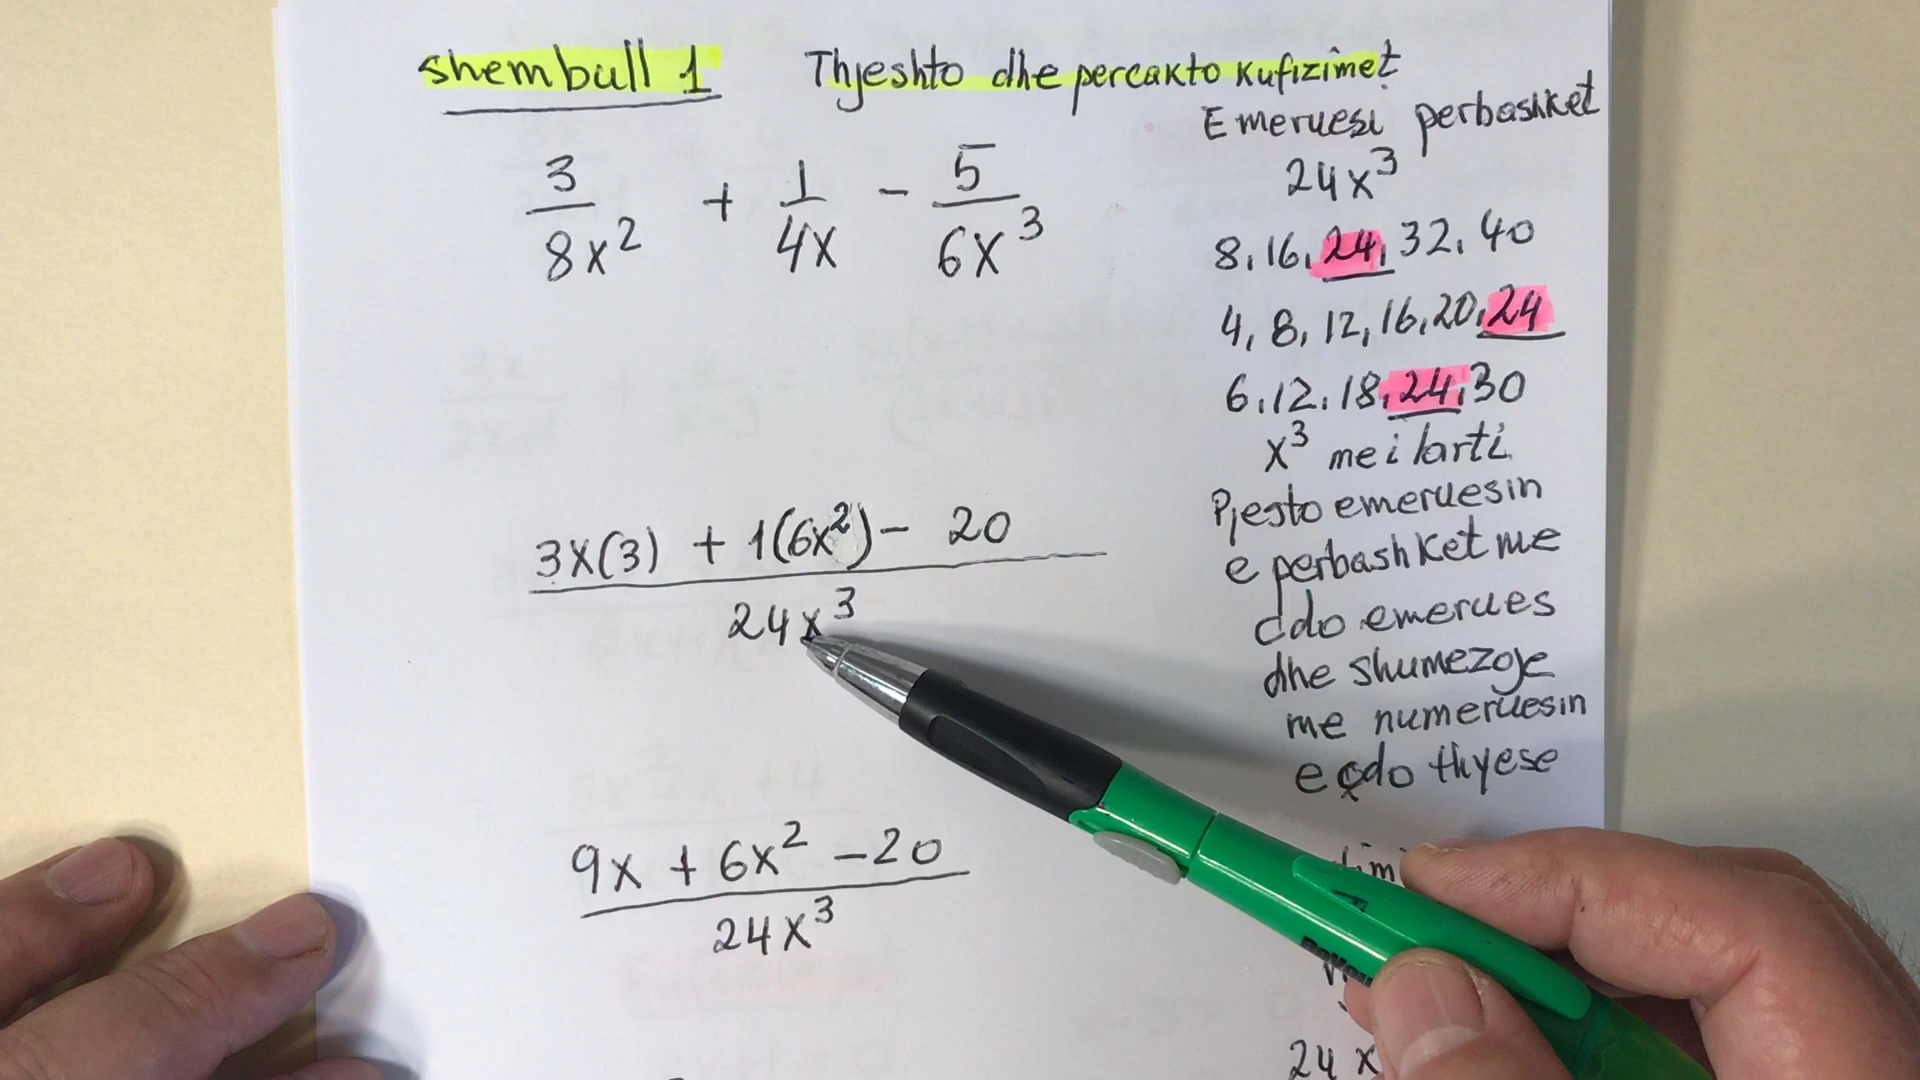 shembull 1 Thjeshto dhe percakto kufizimet
3/8x² + 1/4x - 5/6x³
3x(3) + 1(6x²) - 20
24x³
9x + 6x² - 20
24x³
Emeruesi perbashket
24x³
8, 16, 24, 32, 40
4, 8, 12, 16, 20, 24
6, 12, 18, 24, 30
x³ me i larti
Pjesto emeruesin
e perbashket me
cdo emerues
dhe shumezoje
me numeruesin
e çdo thyese
24 x